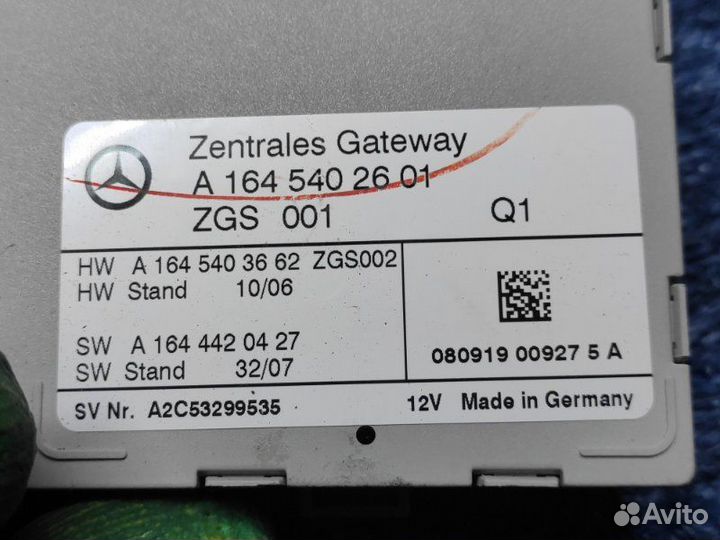 Zentrales Gateway
A 164 540 26 01
ZGS 001 Q1
HW A 164 540 36 62 ZGS002
HW Stand 10/06
SW A 164 442 04 27
SW Stand 32/07
080919 00927 5 A
SV Nr. A2C53299535 12V Made in Germany
Avito